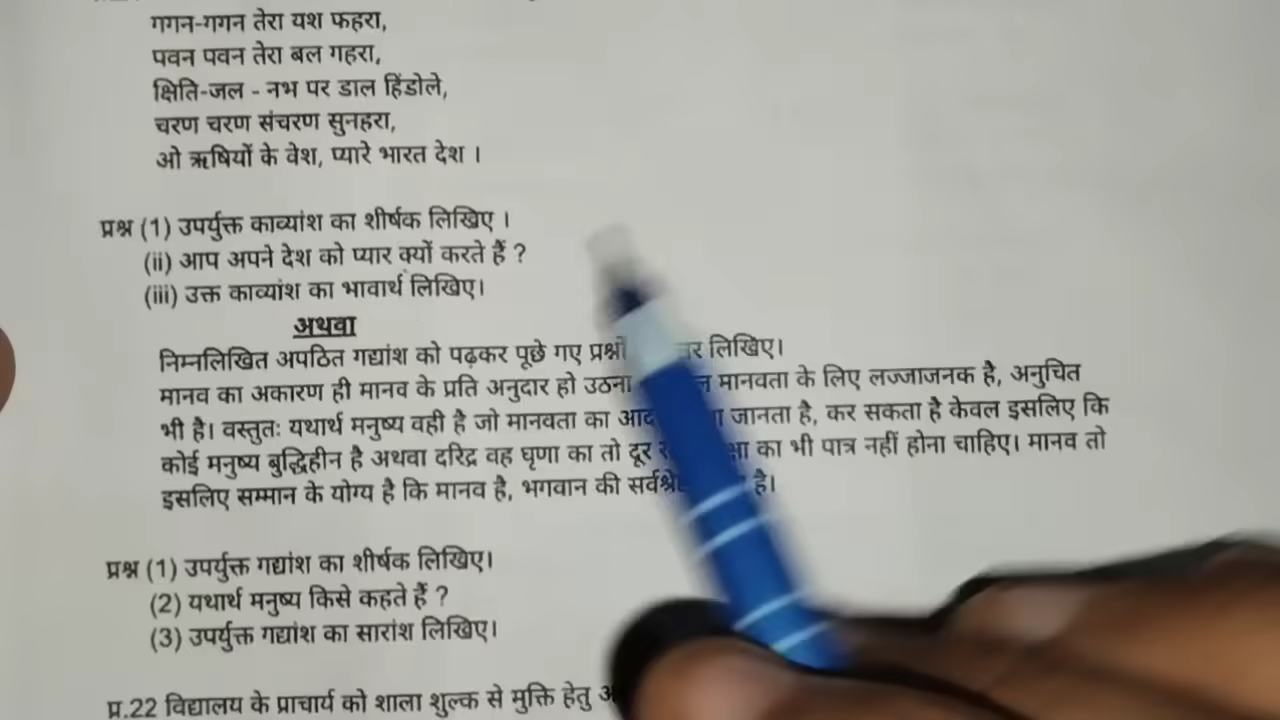 गगन-गगन तेरा यश फहरा,
पवन पवन तेरा बल गहरा,
क्षिति-जल - नभ पर डाल हिंडोले,
चरण चरण संचरण सुनहरा,
ओ ऋषियों के वेश, प्यारे भारत देश ।
प्रश्न (1) उपर्युक्त काव्यांश का शीर्षक लिखिए ।
(ii) आप अपने देश को प्यार क्यों करते हैं ?
(iii) उक्त काव्यांश का भावार्थ लिखिए।
अथवा
निम्नलिखित अपठित गद्यांश को पढ़कर पूछे गए लिखिए।
मानव का अकारण ही मानव के प्रति अनुदार हो उठना मानवता के लिए लज्जाजनक है, अनुचित
भी है। वस्तुतः यथार्थ मनुष्य वही है जो मानवता का जानता है, कर सकता है केवल इसलिए कि
कोई मनुष्य बुद्धिहीन है अथवा दरिद्र वह घृणा का तो दूर का भी पात्र नहीं होना चाहिए। मानव तो
इसलिए सम्मान के योग्य है कि मानव है, भगवान की है।
प्रश्न (1) उपर्युक्त गद्यांश का शीर्षक लिखिए।
(2) यथार्थ मनुष्य किसे कहते हैं ?
(3) उपर्युक्त गद्यांश का सारांश लिखिए।
प्र.22 विद्यालय के प्राचार्य को शाला शुल्क से मुक्ति हेतु